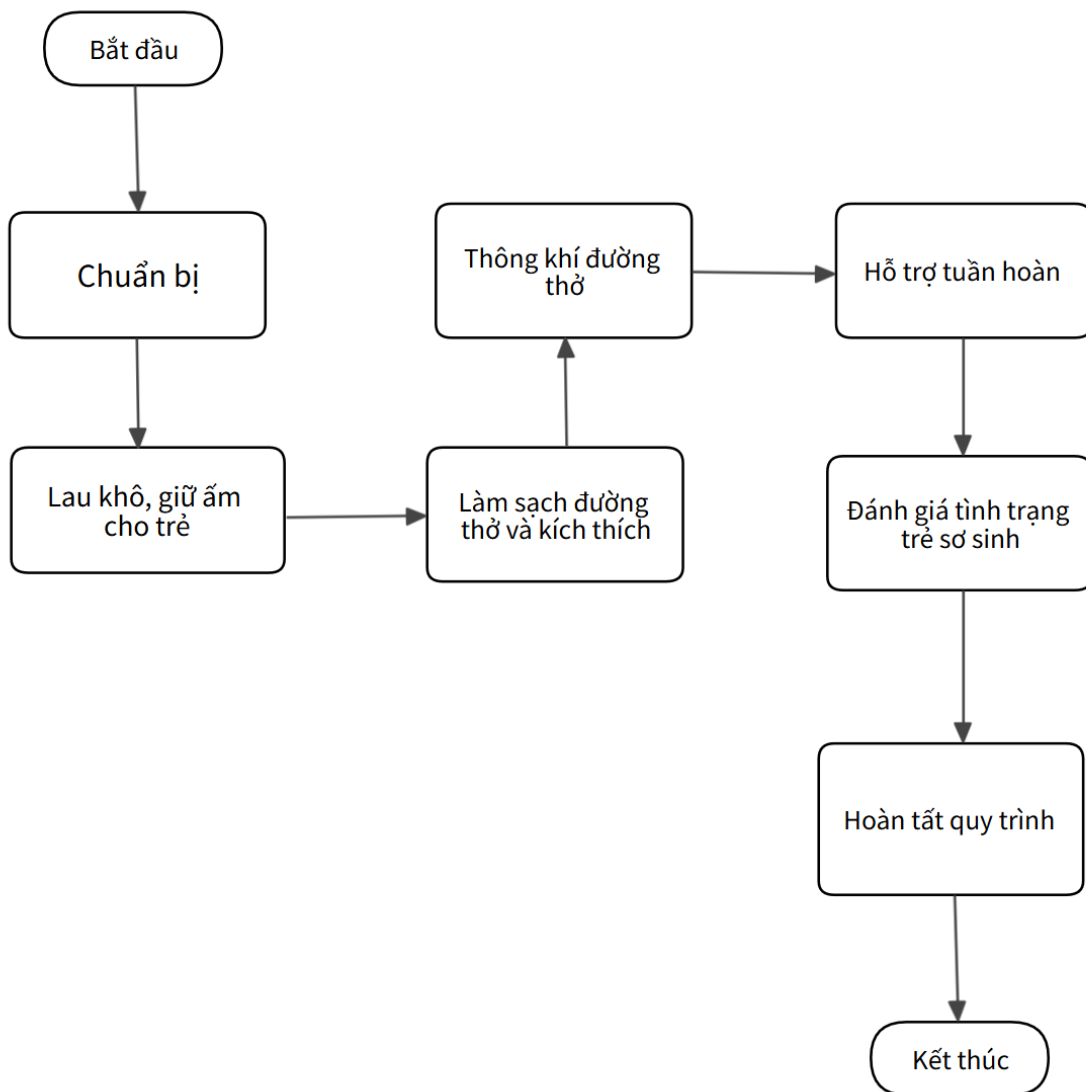 Bắt đầu
Chuẩn bị
Lau khô, giữ ấm
cho trẻ
Làm sạch đường
thở và kích thích
Thông khí đường
thở
Hỗ trợ tuần hoàn
Đánh giá tình trạng
trẻ sơ sinh
Hoàn tất quy trình
Kết thúc